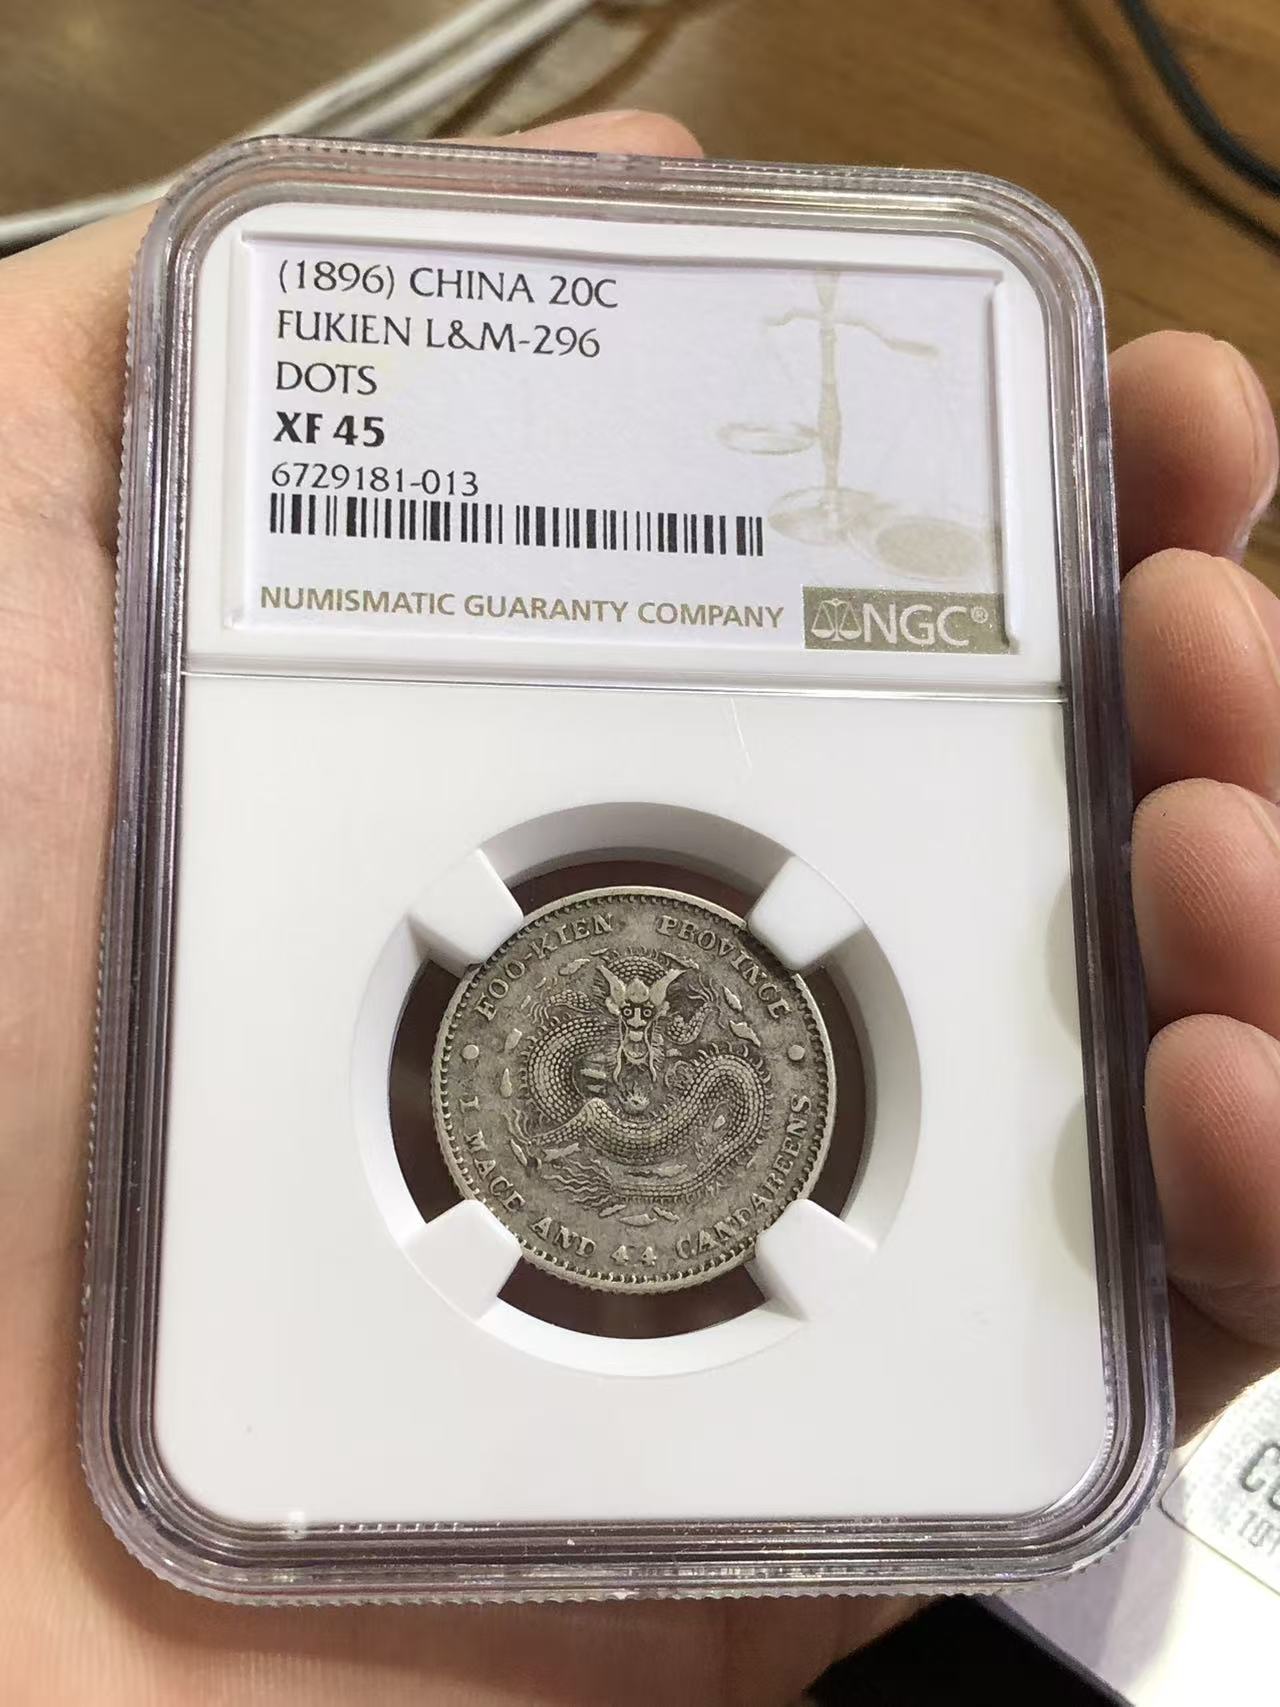 (1896) CHINA 20C
FUKIEN L&M-296
DOTS
XF 45
6729181-013
NUMISMATIC GUARANTY COMPANY
NGC®
FOO-KIEN PROVINCE
1 MACE AND 44 CANDAREENS